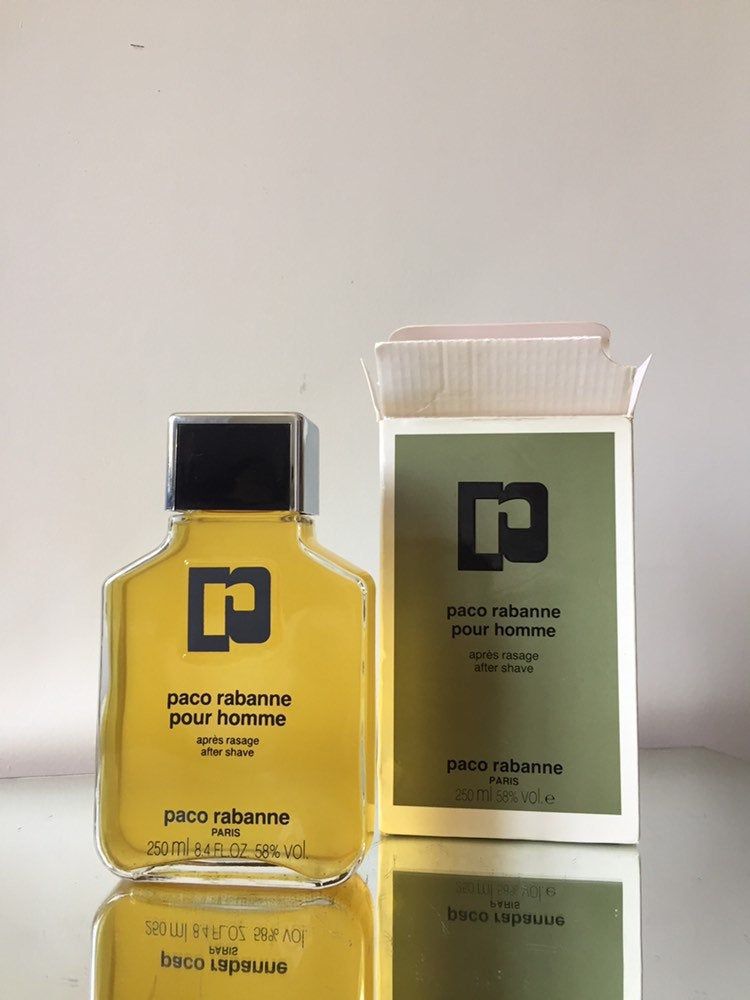 p
paco rabanne
pour homme
après rasage
after shave
paco rabanne
PARIS
250 ml 8.4 FL.OZ. 58% vol.
p
paco rabanne
pour homme
après rasage
after shave
paco rabanne
PARIS
250 ml 58% vol. e